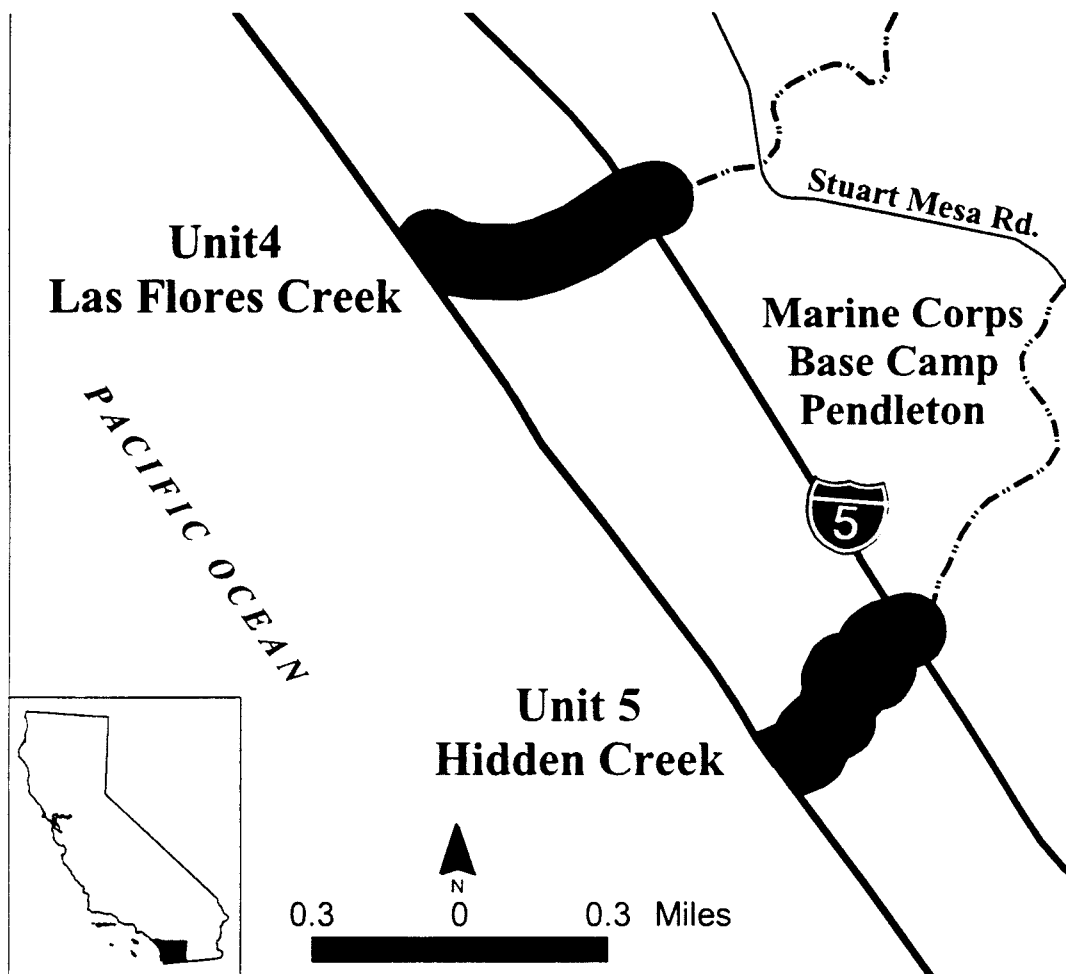 Stuart Mesa Rd.
Unit4
Las Flores Creek
Marine Corps
Base Camp
Pendleton
PACIFIC OCEAN
5
Unit 5
Hidden Creek
N
0.3 0 0.3 Miles